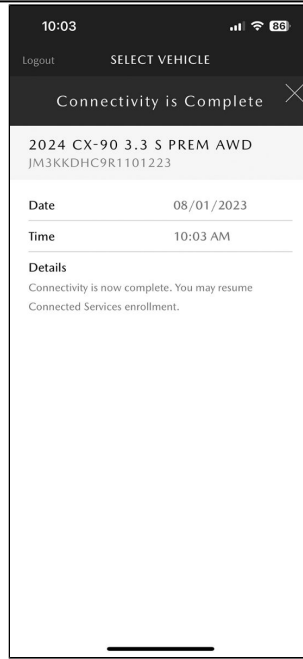 10:03
86
Logout
SELECT VEHICLE
Connectivity is Complete
2024 CX-90 3.3 S PREM AWD
JM3KKDHC9R1101223
Date 08/01/2023
Time 10:03 AM
Details
Connectivity is now complete. You may resume
Connected Services enrollment.